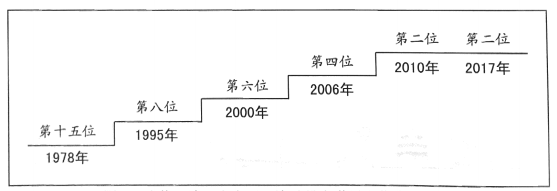 第十五位
1978年
第八位
1995年
第六位
2000年
第四位
2006年
第二位
2010年
第二位
2017年